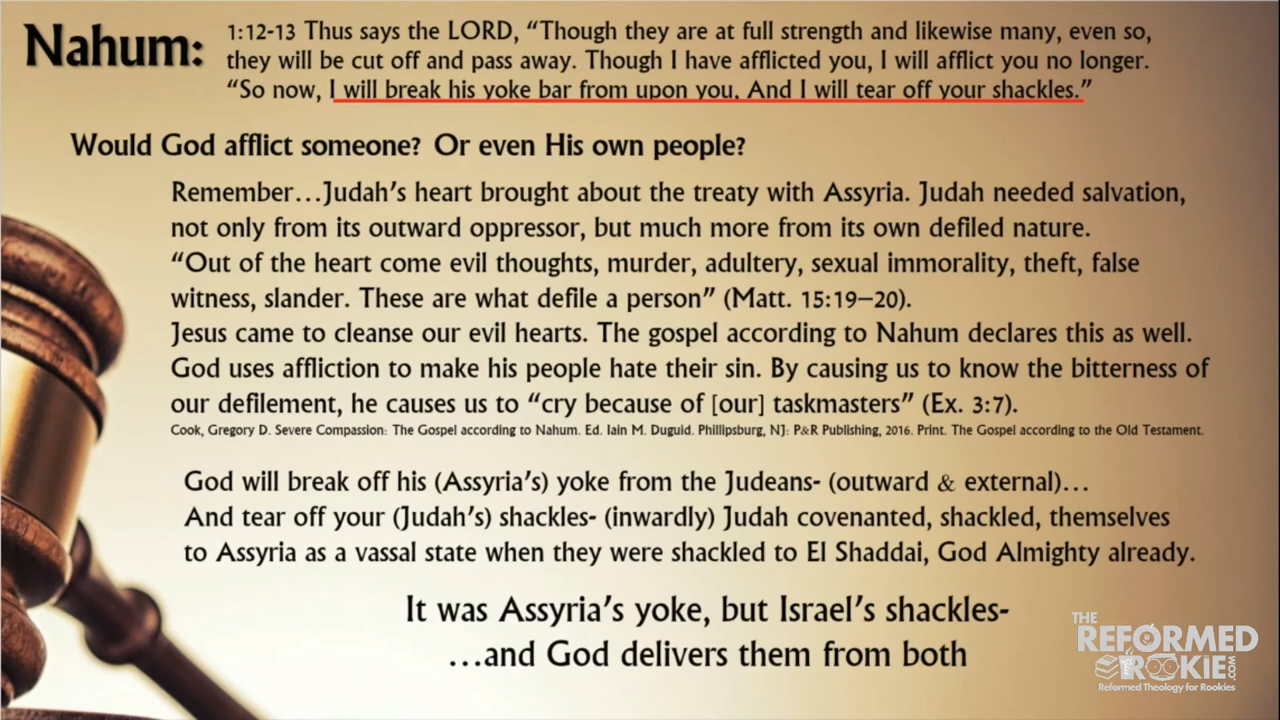 Nahum:
1:12-13 Thus says the LORD, “Though they are at full strength and likewise many, even so,
they will be cut off and pass away. Though I have afflicted you, I will afflict you no longer.
“So now, I will break his yoke bar from upon you, And I will tear off your shackles.”
Would God afflict someone? Or even His own people?
Remember…Judah’s heart brought about the treaty with Assyria. Judah needed salvation,
not only from its outward oppressor, but much more from its own defiled nature.
“Out of the heart come evil thoughts, murder, adultery, sexual immorality, theft, false
witness, slander. These are what defile a person” (Matt. 15:19–20).
Jesus came to cleanse our evil hearts. The gospel according to Nahum declares this as well.
God uses affliction to make his people hate their sin. By causing us to know the bitterness of
our defilement, he causes us to “cry because of [our] taskmasters” (Ex. 3:7).
Cook, Gregory D. Severe Compassion: The Gospel according to Nahum. Ed. Iain M. Duguid. Phillipsburg, NJ: P&R Publishing, 2016. Print. The Gospel according to the Old Testament.
God will break off his (Assyria’s) yoke from the Judeans- (outward & external)…
And tear off your (Judah’s) shackles- (inwardly) Judah covenanted, shackled, themselves
to Assyria as a vassal state when they were shackled to El Shaddai, God Almighty already.
It was Assyria’s yoke, but Israel’s shackles-
…and God delivers them from both
THE
REFORMED
ROOKIE.COM
Reformed Theology for Rookies